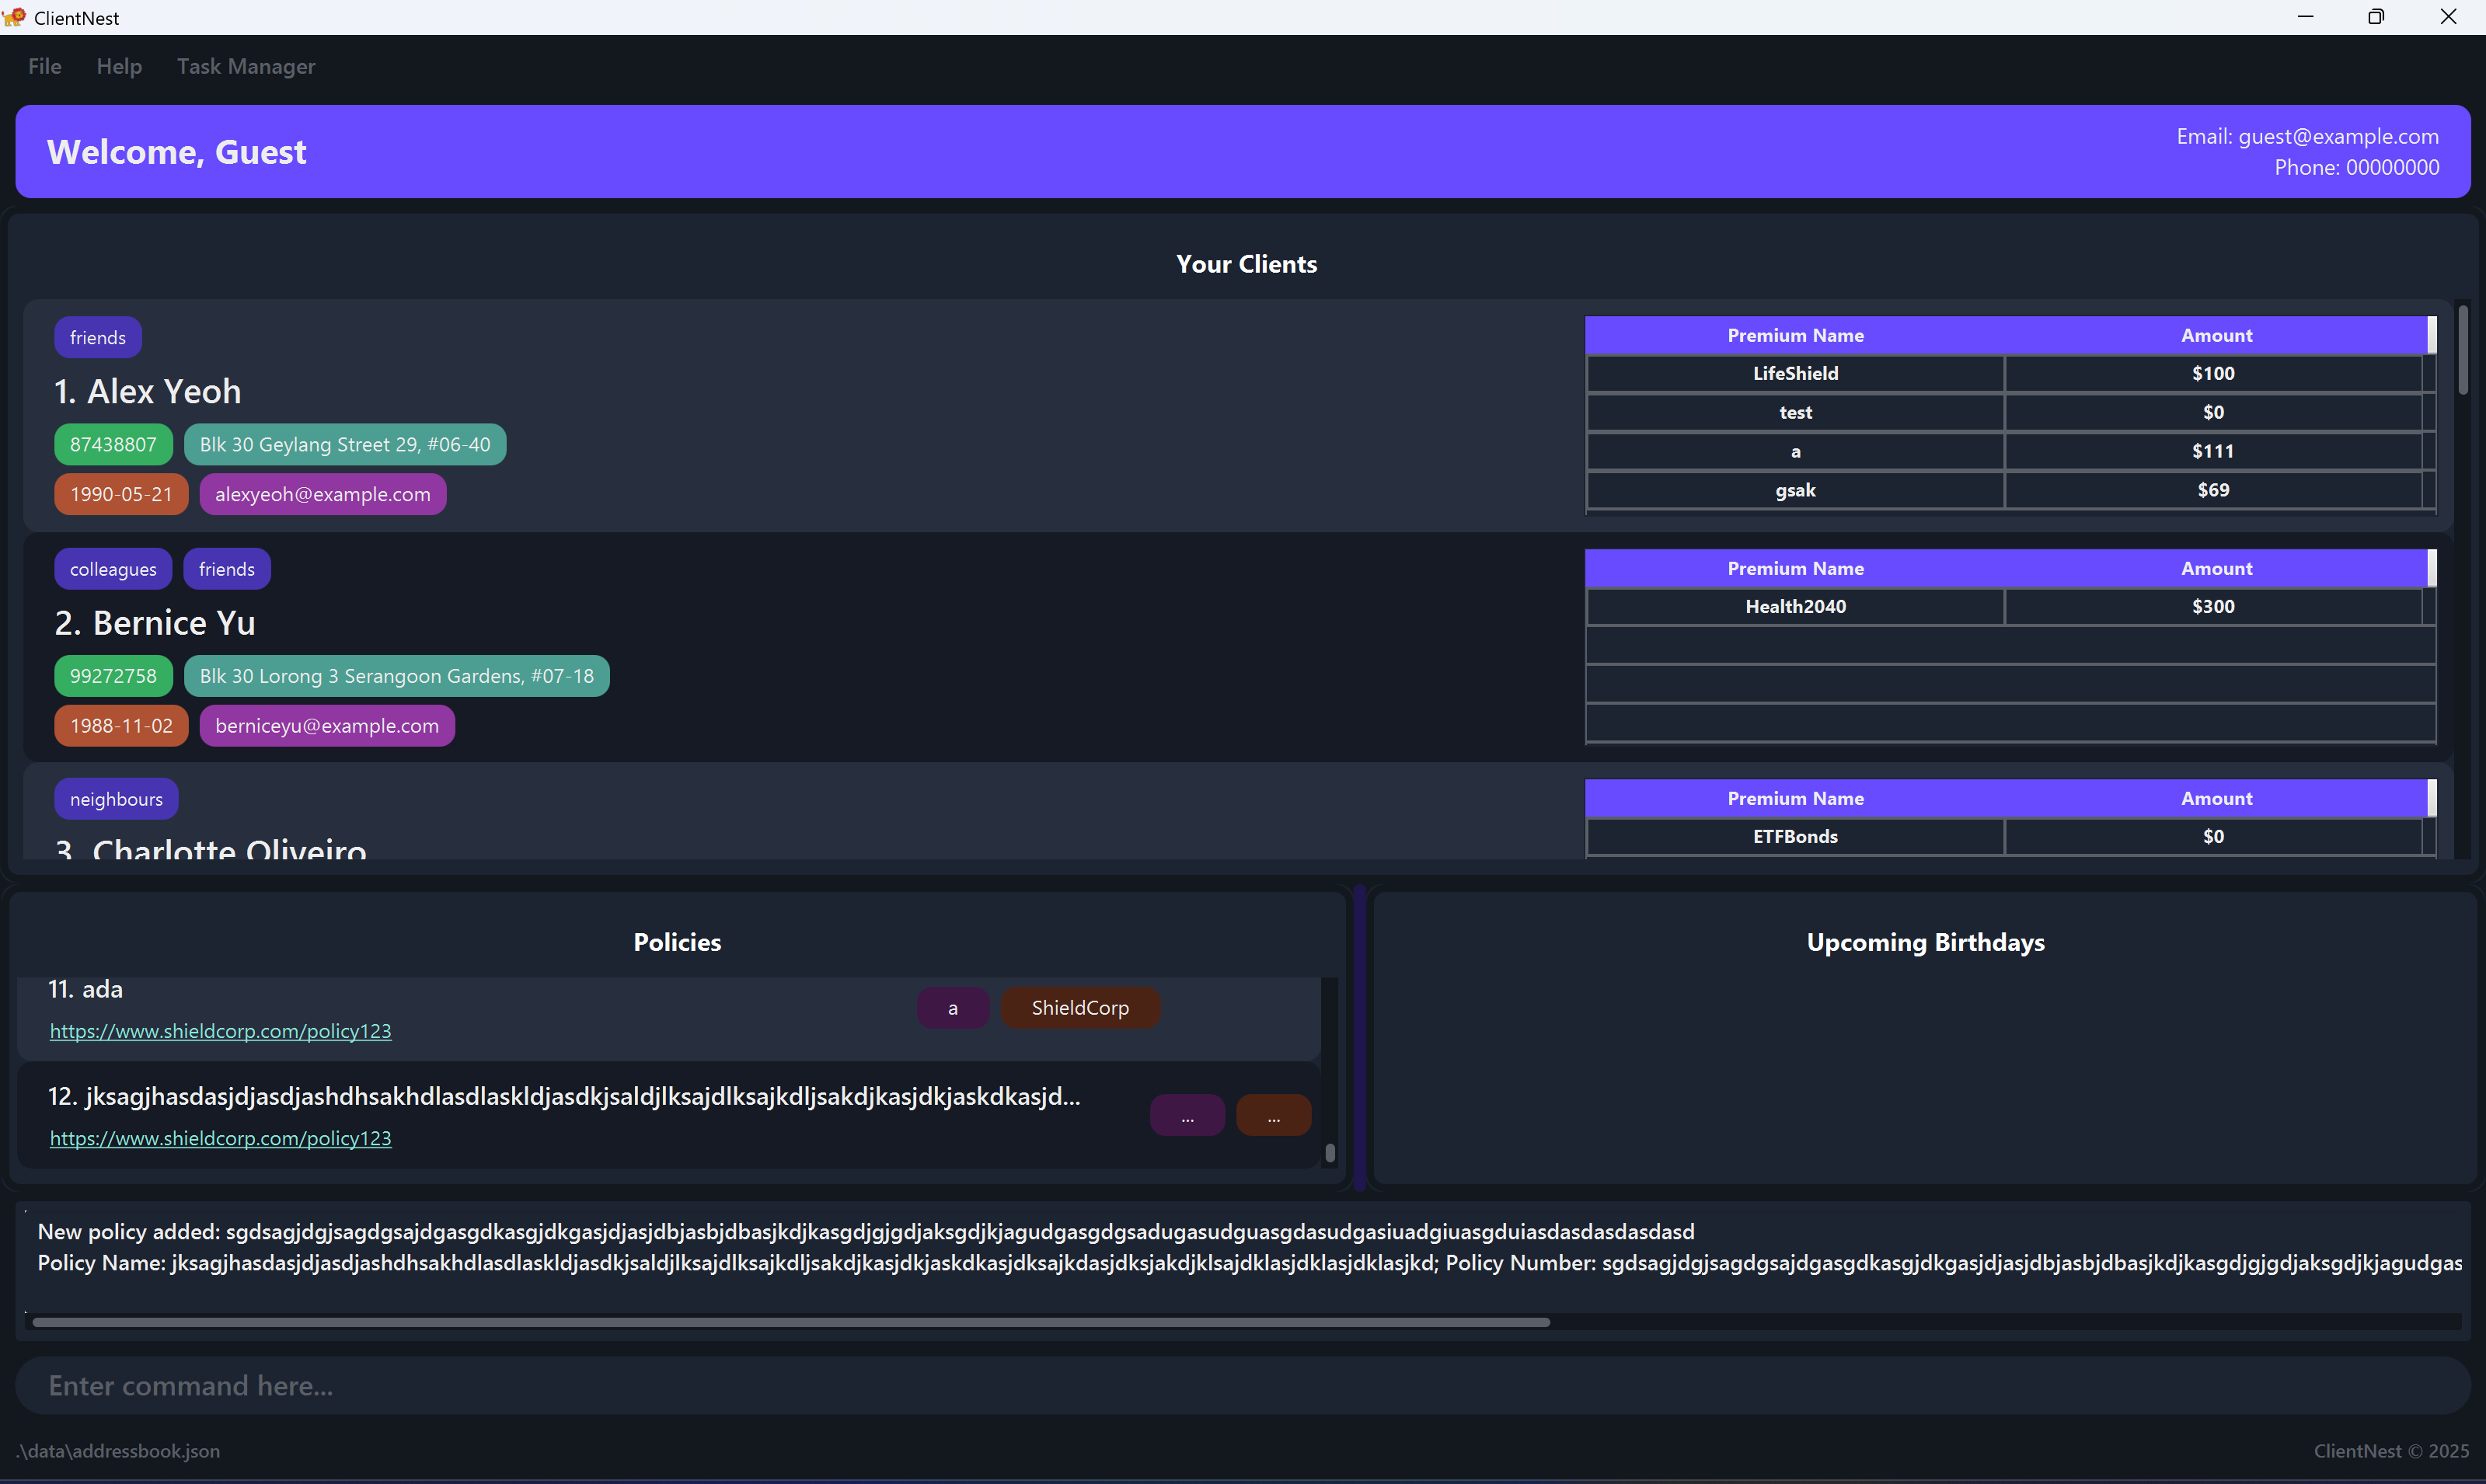 ClientNest
File Help Task Manager
Welcome, Guest
Email: guest@example.com
Phone: 00000000
Your Clients
friends
1. Alex Yeoh
87438807 Blk 30 Geylang Street 29, #06-40
1990-05-21 alexyeoh@example.com
Premium Name Amount
LifeShield $100
test $0
a $111
gsak $69
colleagues friends
2. Bernice Yu
99272758 Blk 30 Lorong 3 Serangoon Gardens, #07-18
1988-11-02 berniceyu@example.com
Premium Name Amount
Health2040 $300
neighbours
3. Charlotte Oliveiro
Premium Name Amount
ETFBonds $0
Policies
11. ada
a ShieldCorp
https://www.shieldcorp.com/policy123
12. jksagjhasdasjdjasdjashdhsakhdlasdlaskldjasdkjsaldjlksajdlksajkdljsakdjkasjdkjaskdkasjd...
... ...
https://www.shieldcorp.com/policy123
Upcoming Birthdays
New policy added: sgdsagjdgjsagdgsajdgasgdkasgjdkgasjdjasjdbjasbjdbasjkdjkasgdjgjgdjaksgdjkjagudgasgdgsadugasudguasgdasudgasiuadgiuasgduiasdasdasdasdasd
Policy Name: jksagjhasdasjdjasdjashdhsakhdlasdlaskldjasdkjsaldjlksajdlksajkdljsakdjkasjdkjaskdkasjdksajkdasjdksjakdjklsajdklasjdklasjdklasjkd; Policy Number: sgdsagjdgjsagdgsajdgasgdkasgjdkgasjdjasjdbjasbjdbasjkdjkasgdjgjgdjaksgdjkjagudgas
Enter command here...
.\data\addressbook.json
ClientNest © 2025